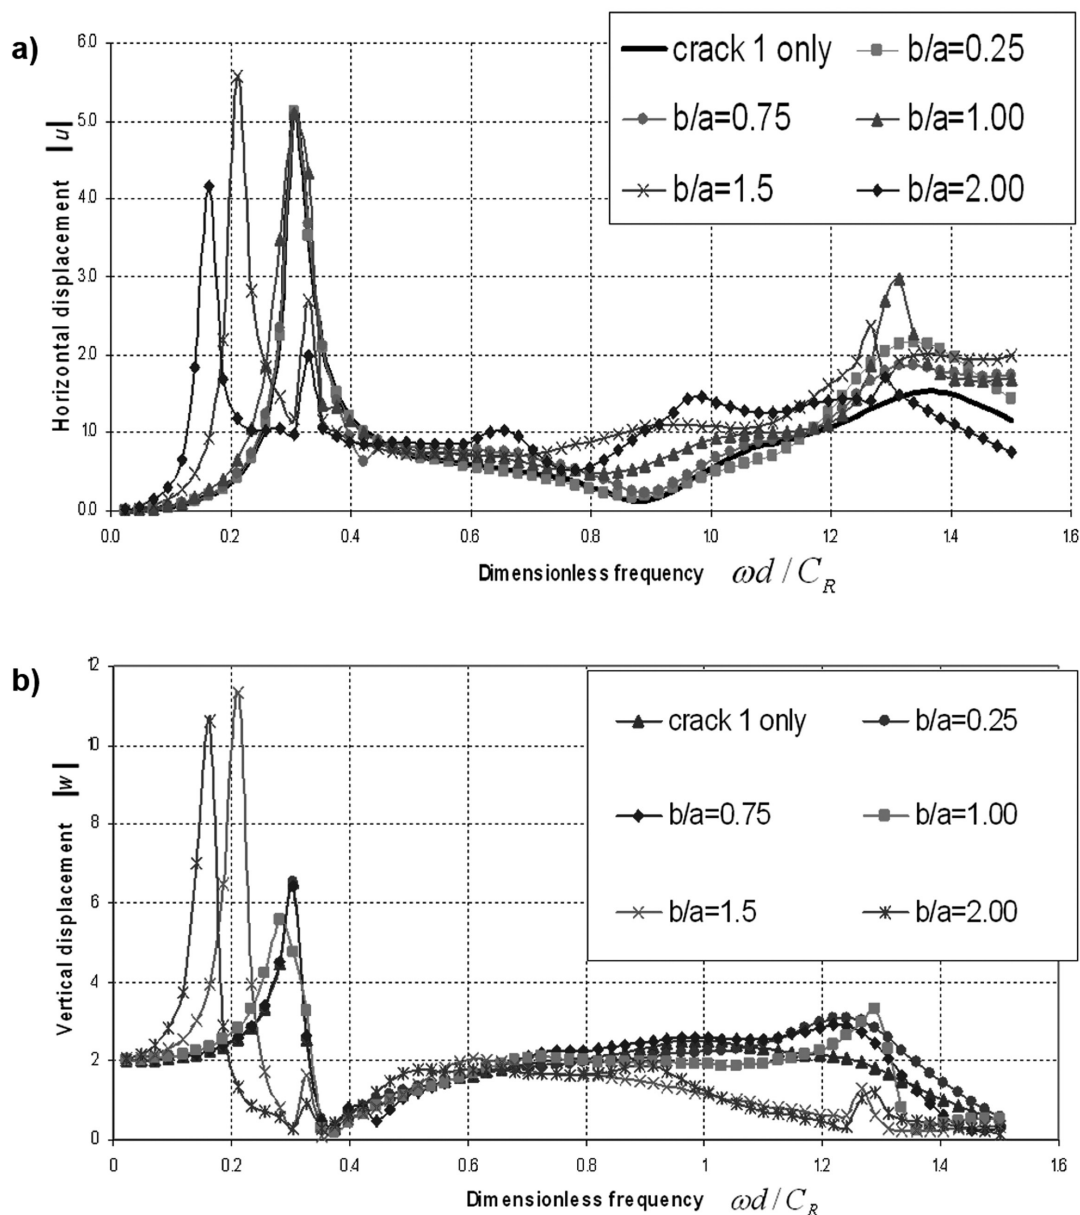 a)
6.0
5.0
4.0
3.0
2.0
10
0.0
Horizontal displacement |u|
crack 1 only
b/a=0.25
b/a=0.75
b/a=1.00
b/a=1.5
b/a=2.00
0.0 0.2 0.4 0.6 0.8 1.0 1.2 1.4 1.6
Dimensionless frequency ωd / C_R
b)
12
10
8
6
4
2
0
Vertical displacement |w|
crack 1 only
b/a=0.25
b/a=0.75
b/a=1.00
b/a=1.5
b/a=2.00
0 0.2 0.4 0.6 0.8 1 1.2 1.4 1.6
Dimensionless frequency ωd / C_R